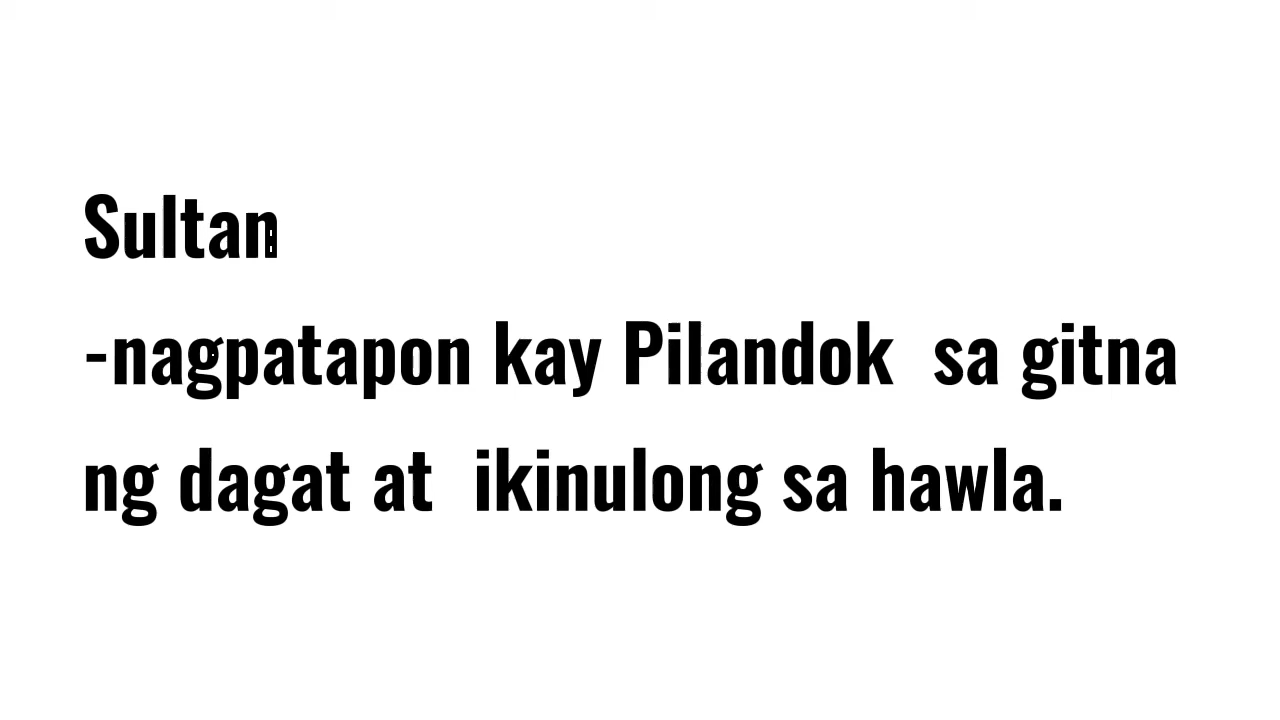 Sultan
-nagpatapon kay Pilandok  sa gitna
ng dagat at  ikinulong sa hawla.